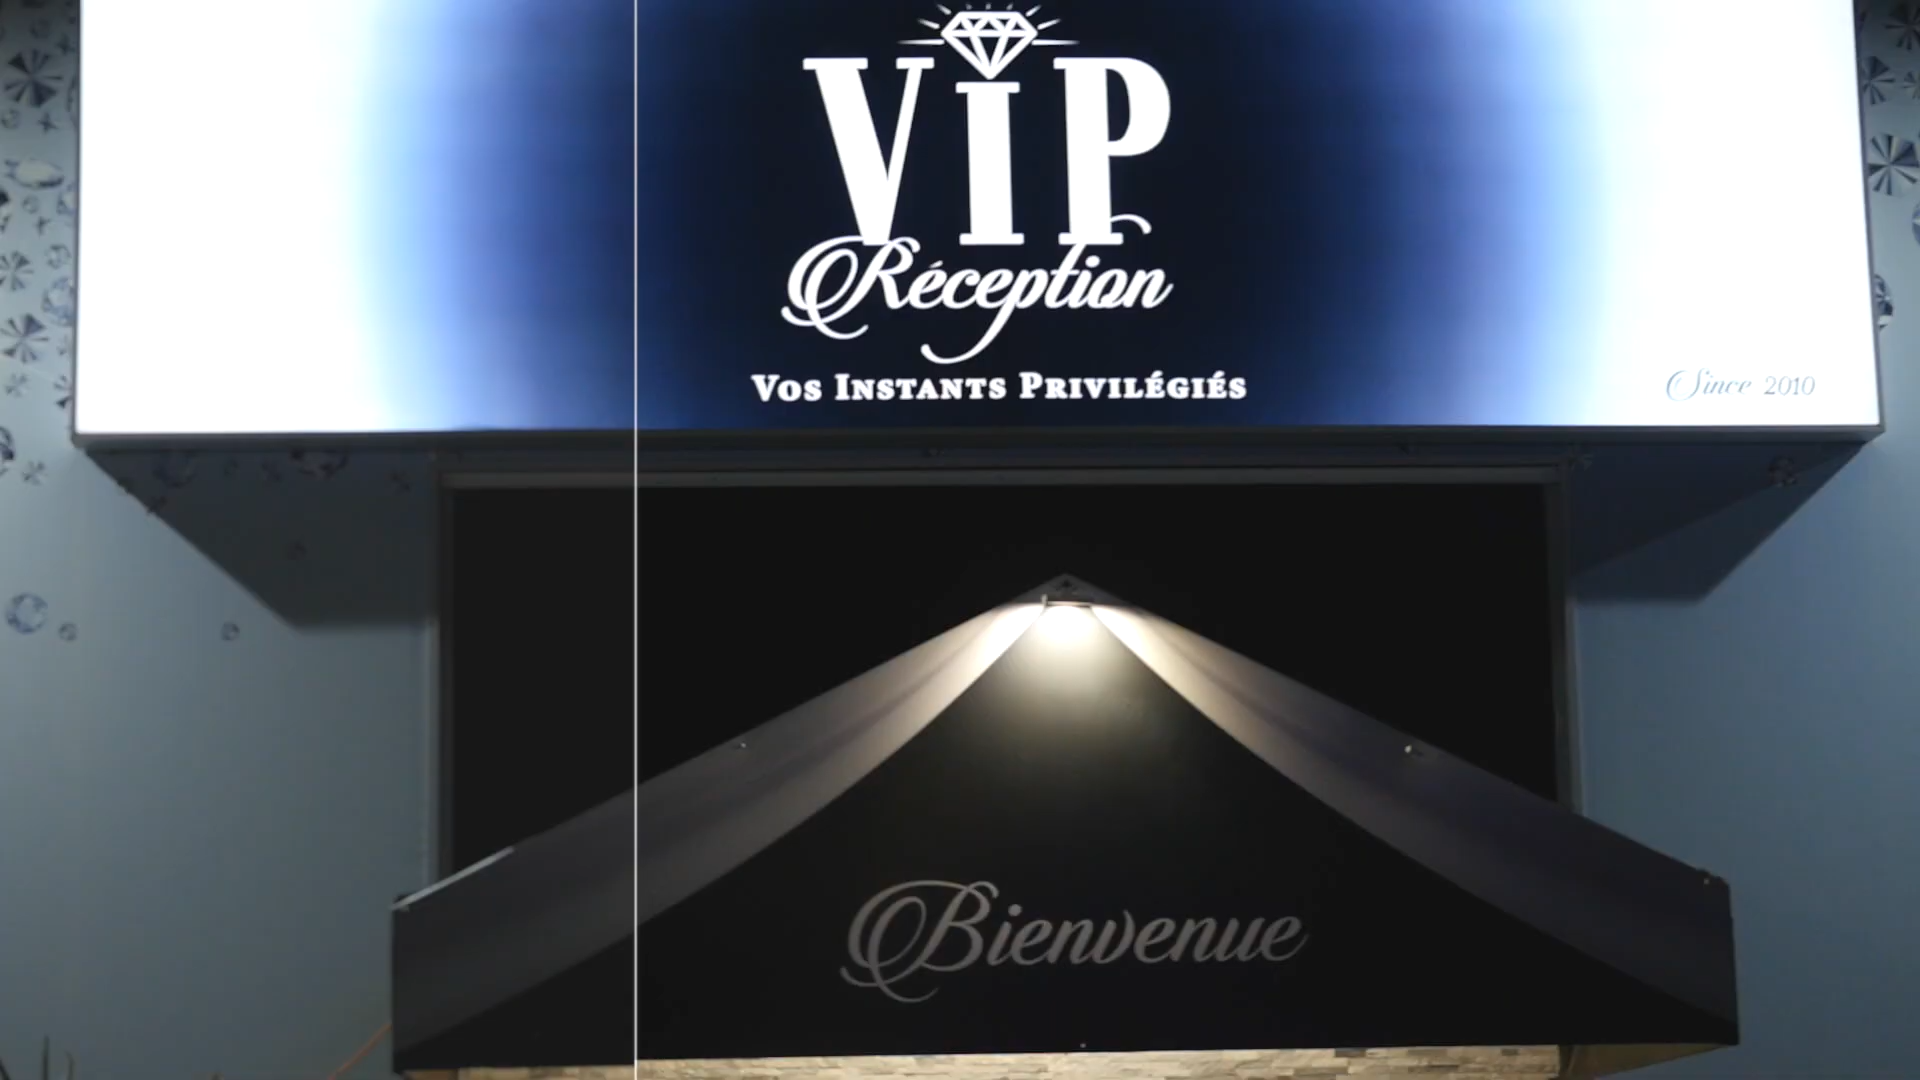 ViP
Réception
Vos Instants Privilégiés
Since 2010
Bienvenue